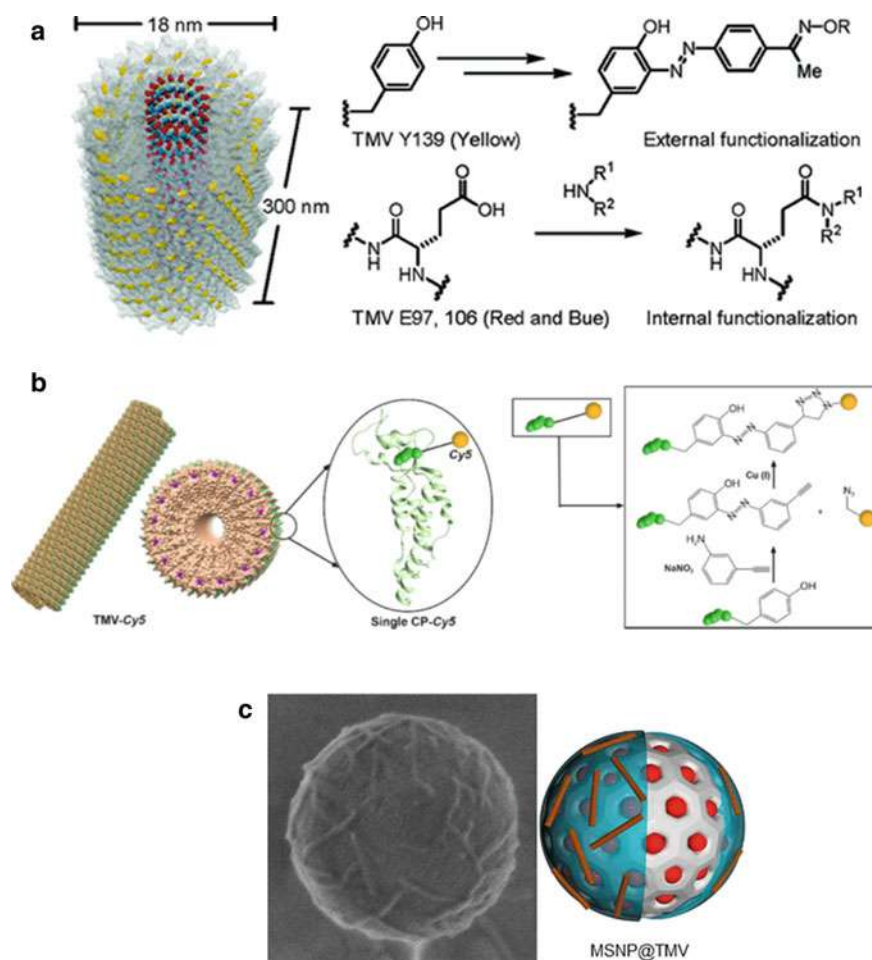 a
18 nm
300 nm
OH
TMV Y139 (Yellow)
OH
N
N
N
OR
Me
External functionalization
O
OH
O
N
H
H
N
TMV E97, 106 (Red and Bue)
R¹
HN
R²
O
R¹
N
R²
O
N
H
H
N
Internal functionalization
b
TMV-Cy5
Cy5
Single CP-Cy5
OH
N
N
N
N
N
Cu (I)
OH
N
N
+
N₃
H₂N
NaNO₂
OH
c
MSNP@TMV